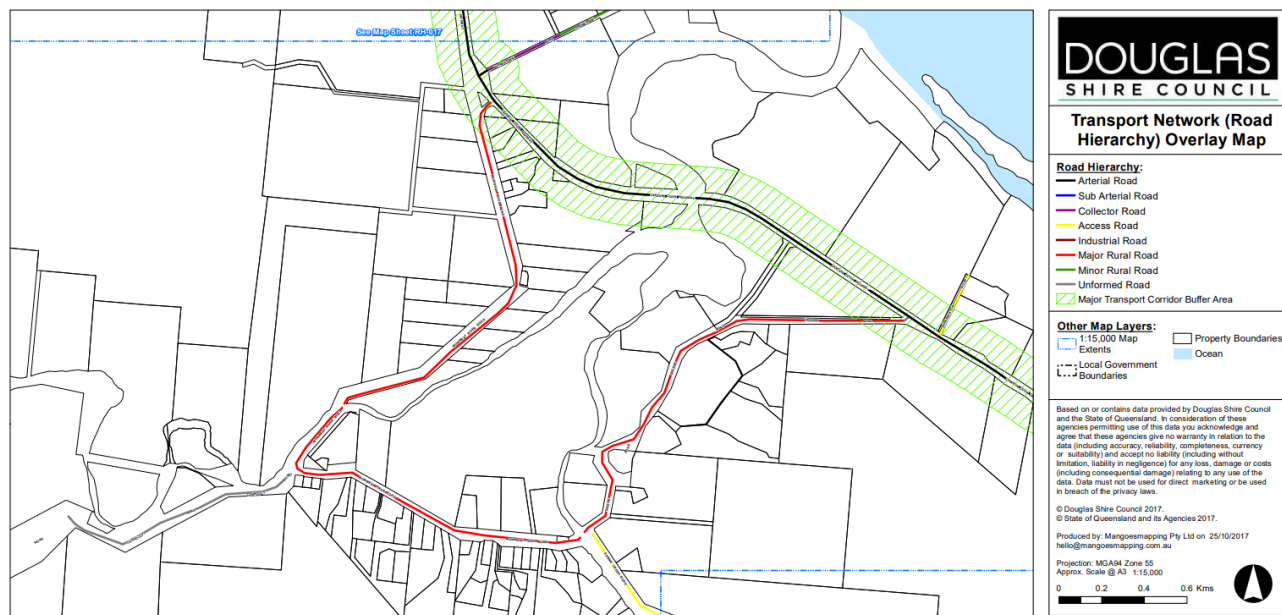 See Map Sheet RH-017
DOUGLAS
SHIRE COUNCIL
Transport Network (Road
Hierarchy) Overlay Map
Road Hierarchy:
Arterial Road
Sub Arterial Road
Collector Road
Access Road
Industrial Road
Major Rural Road
Minor Rural Road
Unformed Road
Major Transport Corridor Buffer Area
Other Map Layers:
1:15,000 Map
Extents
Local Government
Boundaries
Property Boundaries
Ocean
Based on or contains data provided by Douglas Shire Council
and the State of Queensland. In consideration of these
agencies permitting use of this data you acknowledge and
agree that these agencies give no warranty in relation to the
data (including accuracy, reliability, completeness, currency
or suitability) and accept no liability (including without
limitation, liability in negligence) for any loss, damage or costs
(including consequential damage) relating to any use of the
data. Data must not be used for direct marketing or be used
in breach of the privacy laws.
© Douglas Shire Council 2017.
© State of Queensland and its Agencies 2017.
Produced by: Mangoesmapping Pty Ltd on 25/10/2017
hello@mangoesmapping.com.au
Projection: MGA94 Zone 55
Approx. Scale @ A3 1:15,000
0 0.2 0.4 0.6 Kms